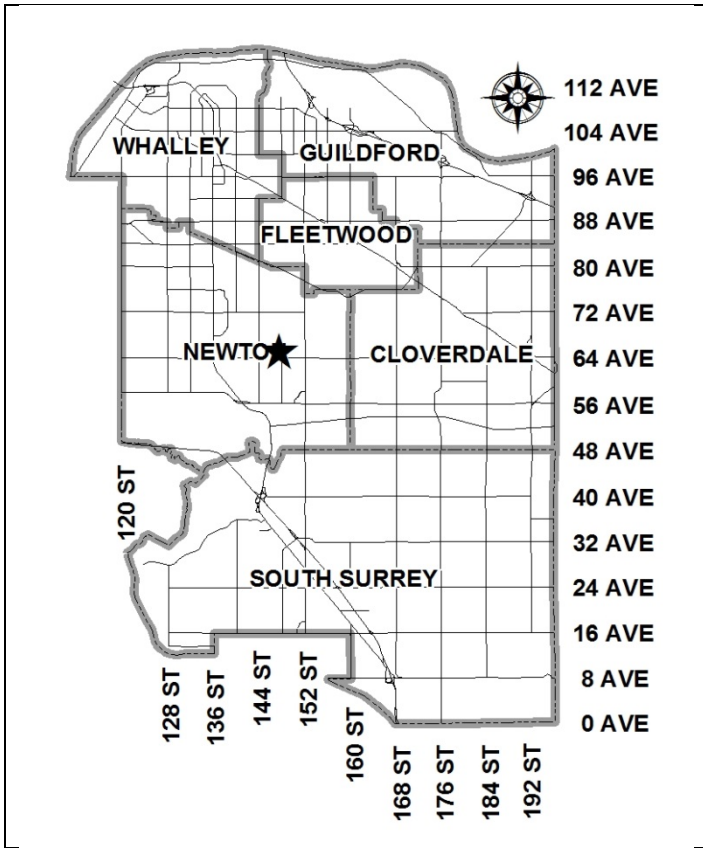 112 AVE
104 AVE
WHALLEY
GUILDFORD
96 AVE
88 AVE
FLEETWOOD
80 AVE
72 AVE
NEWTON
CLOVERDALE
64 AVE
56 AVE
48 AVE
120 ST
40 AVE
32 AVE
SOUTH SURREY
24 AVE
16 AVE
128 ST
136 ST
144 ST
152 ST
160 ST
8 AVE
0 AVE
168 ST
176 ST
184 ST
192 ST